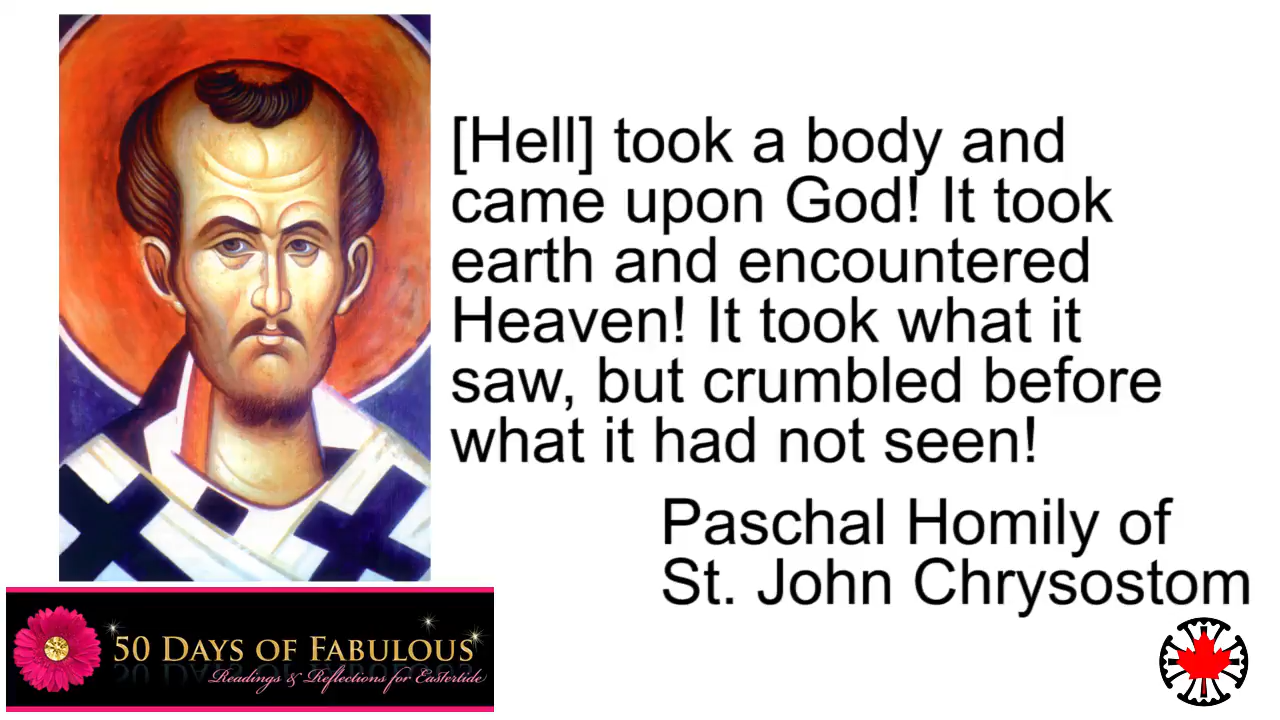 [Hell] took a body and
came upon God! It took
earth and encountered
Heaven! It took what it
saw, but crumbled before
what it had not seen!
Paschal Homily of
St. John Chrysostom
50 Days of Fabulous
Readings & Reflections for Eastertide